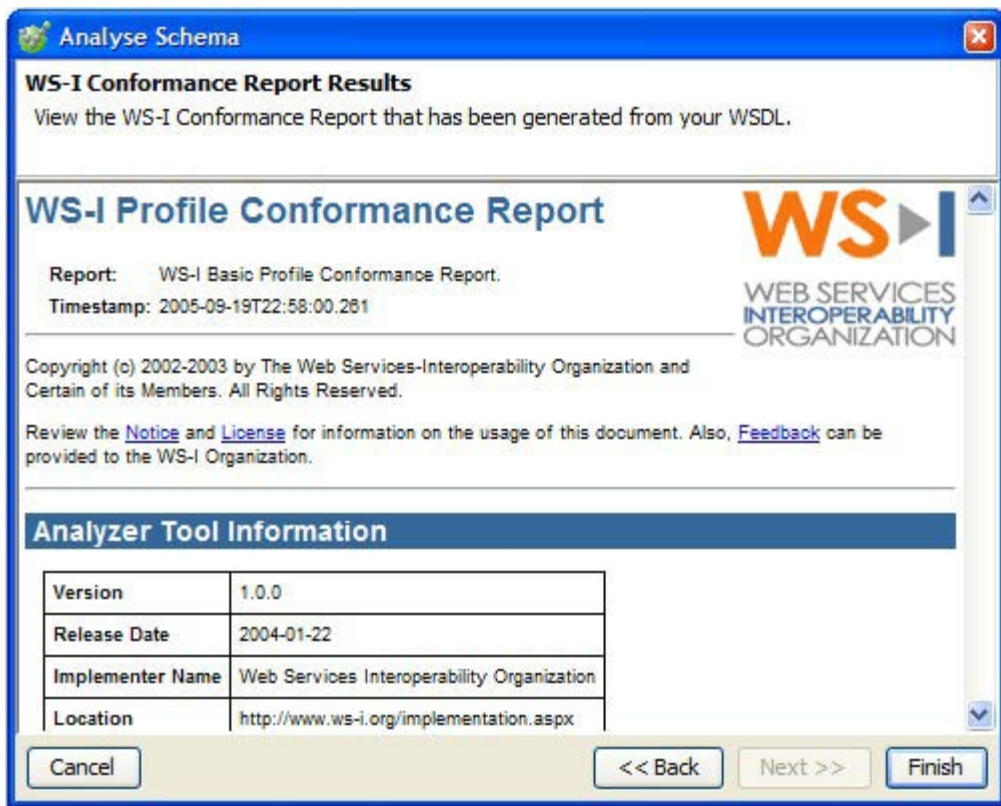 Analyse Schema
WS-I Conformance Report Results
View the WS-I Conformance Report that has been generated from your WSDL.
WS-I Profile Conformance Report
WS-I
WEB SERVICES
INTEROPERABILITY
ORGANIZATION
Report: WS-I Basic Profile Conformance Report.
Timestamp: 2005-09-19T22:58:00.261
Copyright (c) 2002-2003 by The Web Services-Interoperability Organization and
Certain of its Members. All Rights Reserved.
Review the Notice and License for information on the usage of this document. Also, Feedback can be
provided to the WS-I Organization.
Analyzer Tool Information
Version 1.0.0
Release Date 2004-01-22
Implementer Name Web Services Interoperability Organization
Location http://www.ws-i.org/implementation.aspx
Cancel << Back Next >> Finish